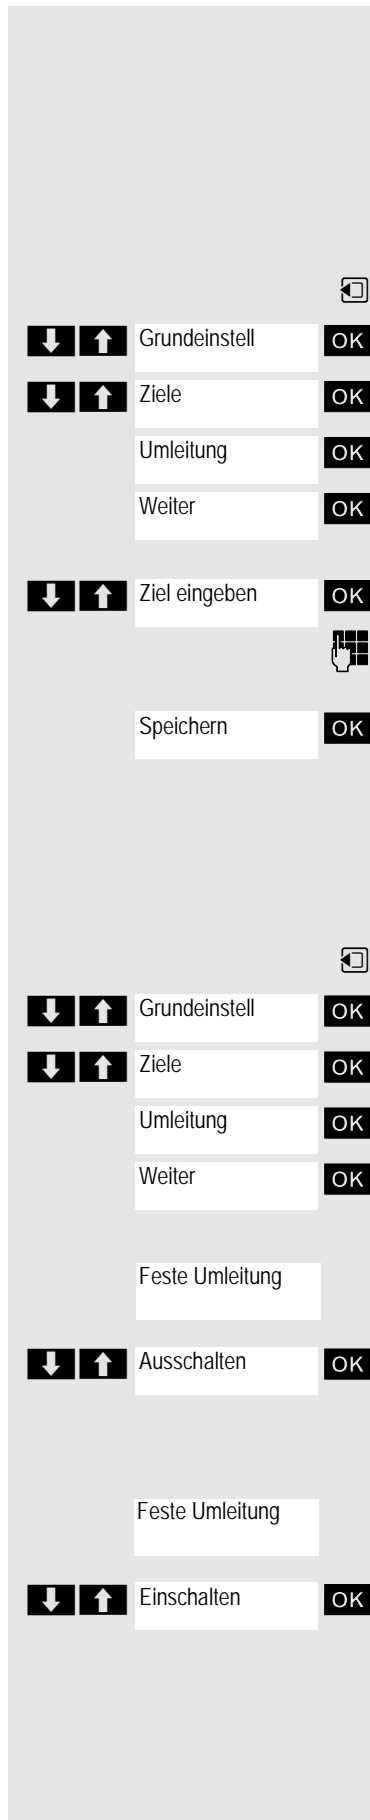 Grundeinstell OK
Ziele OK
Umleitung OK
Weiter OK
Ziel eingeben OK
Speichern OK
Grundeinstell OK
Ziele OK
Umleitung OK
Weiter OK
Feste Umleitung
Ausschalten OK
Feste Umleitung
Einschalten OK